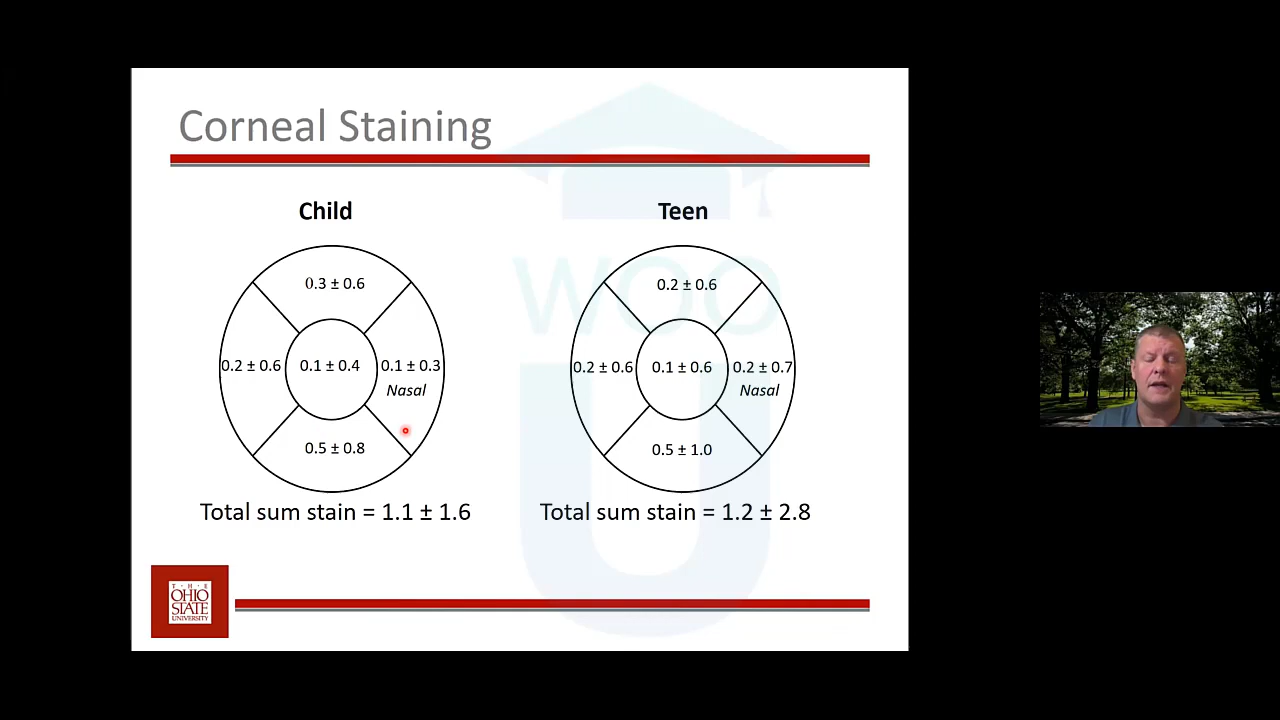 Corneal Staining
Child
Teen
0.3 ± 0.6
0.2 ± 0.6
0.1 ± 0.4
0.1 ± 0.3
Nasal
0.5 ± 0.8
Total sum stain = 1.1 ± 1.6
0.2 ± 0.6
0.2 ± 0.6
0.1 ± 0.6
0.2 ± 0.7
Nasal
0.5 ± 1.0
Total sum stain = 1.2 ± 2.8
WOO
U
T · H · E
OHIO
STATE
UNIVERSITY